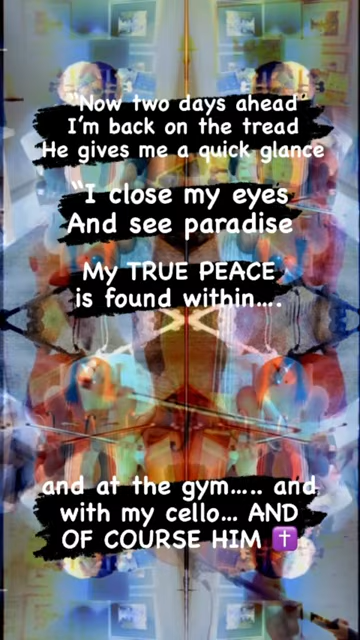 “Now two days ahead
I’m back on the tread
He gives me a quick glance
“I close my eyes
And see paradise
My TRUE PEACE
is found within….
and at the gym….. and
with my cello… AND
OF COURSE HIM ✝️